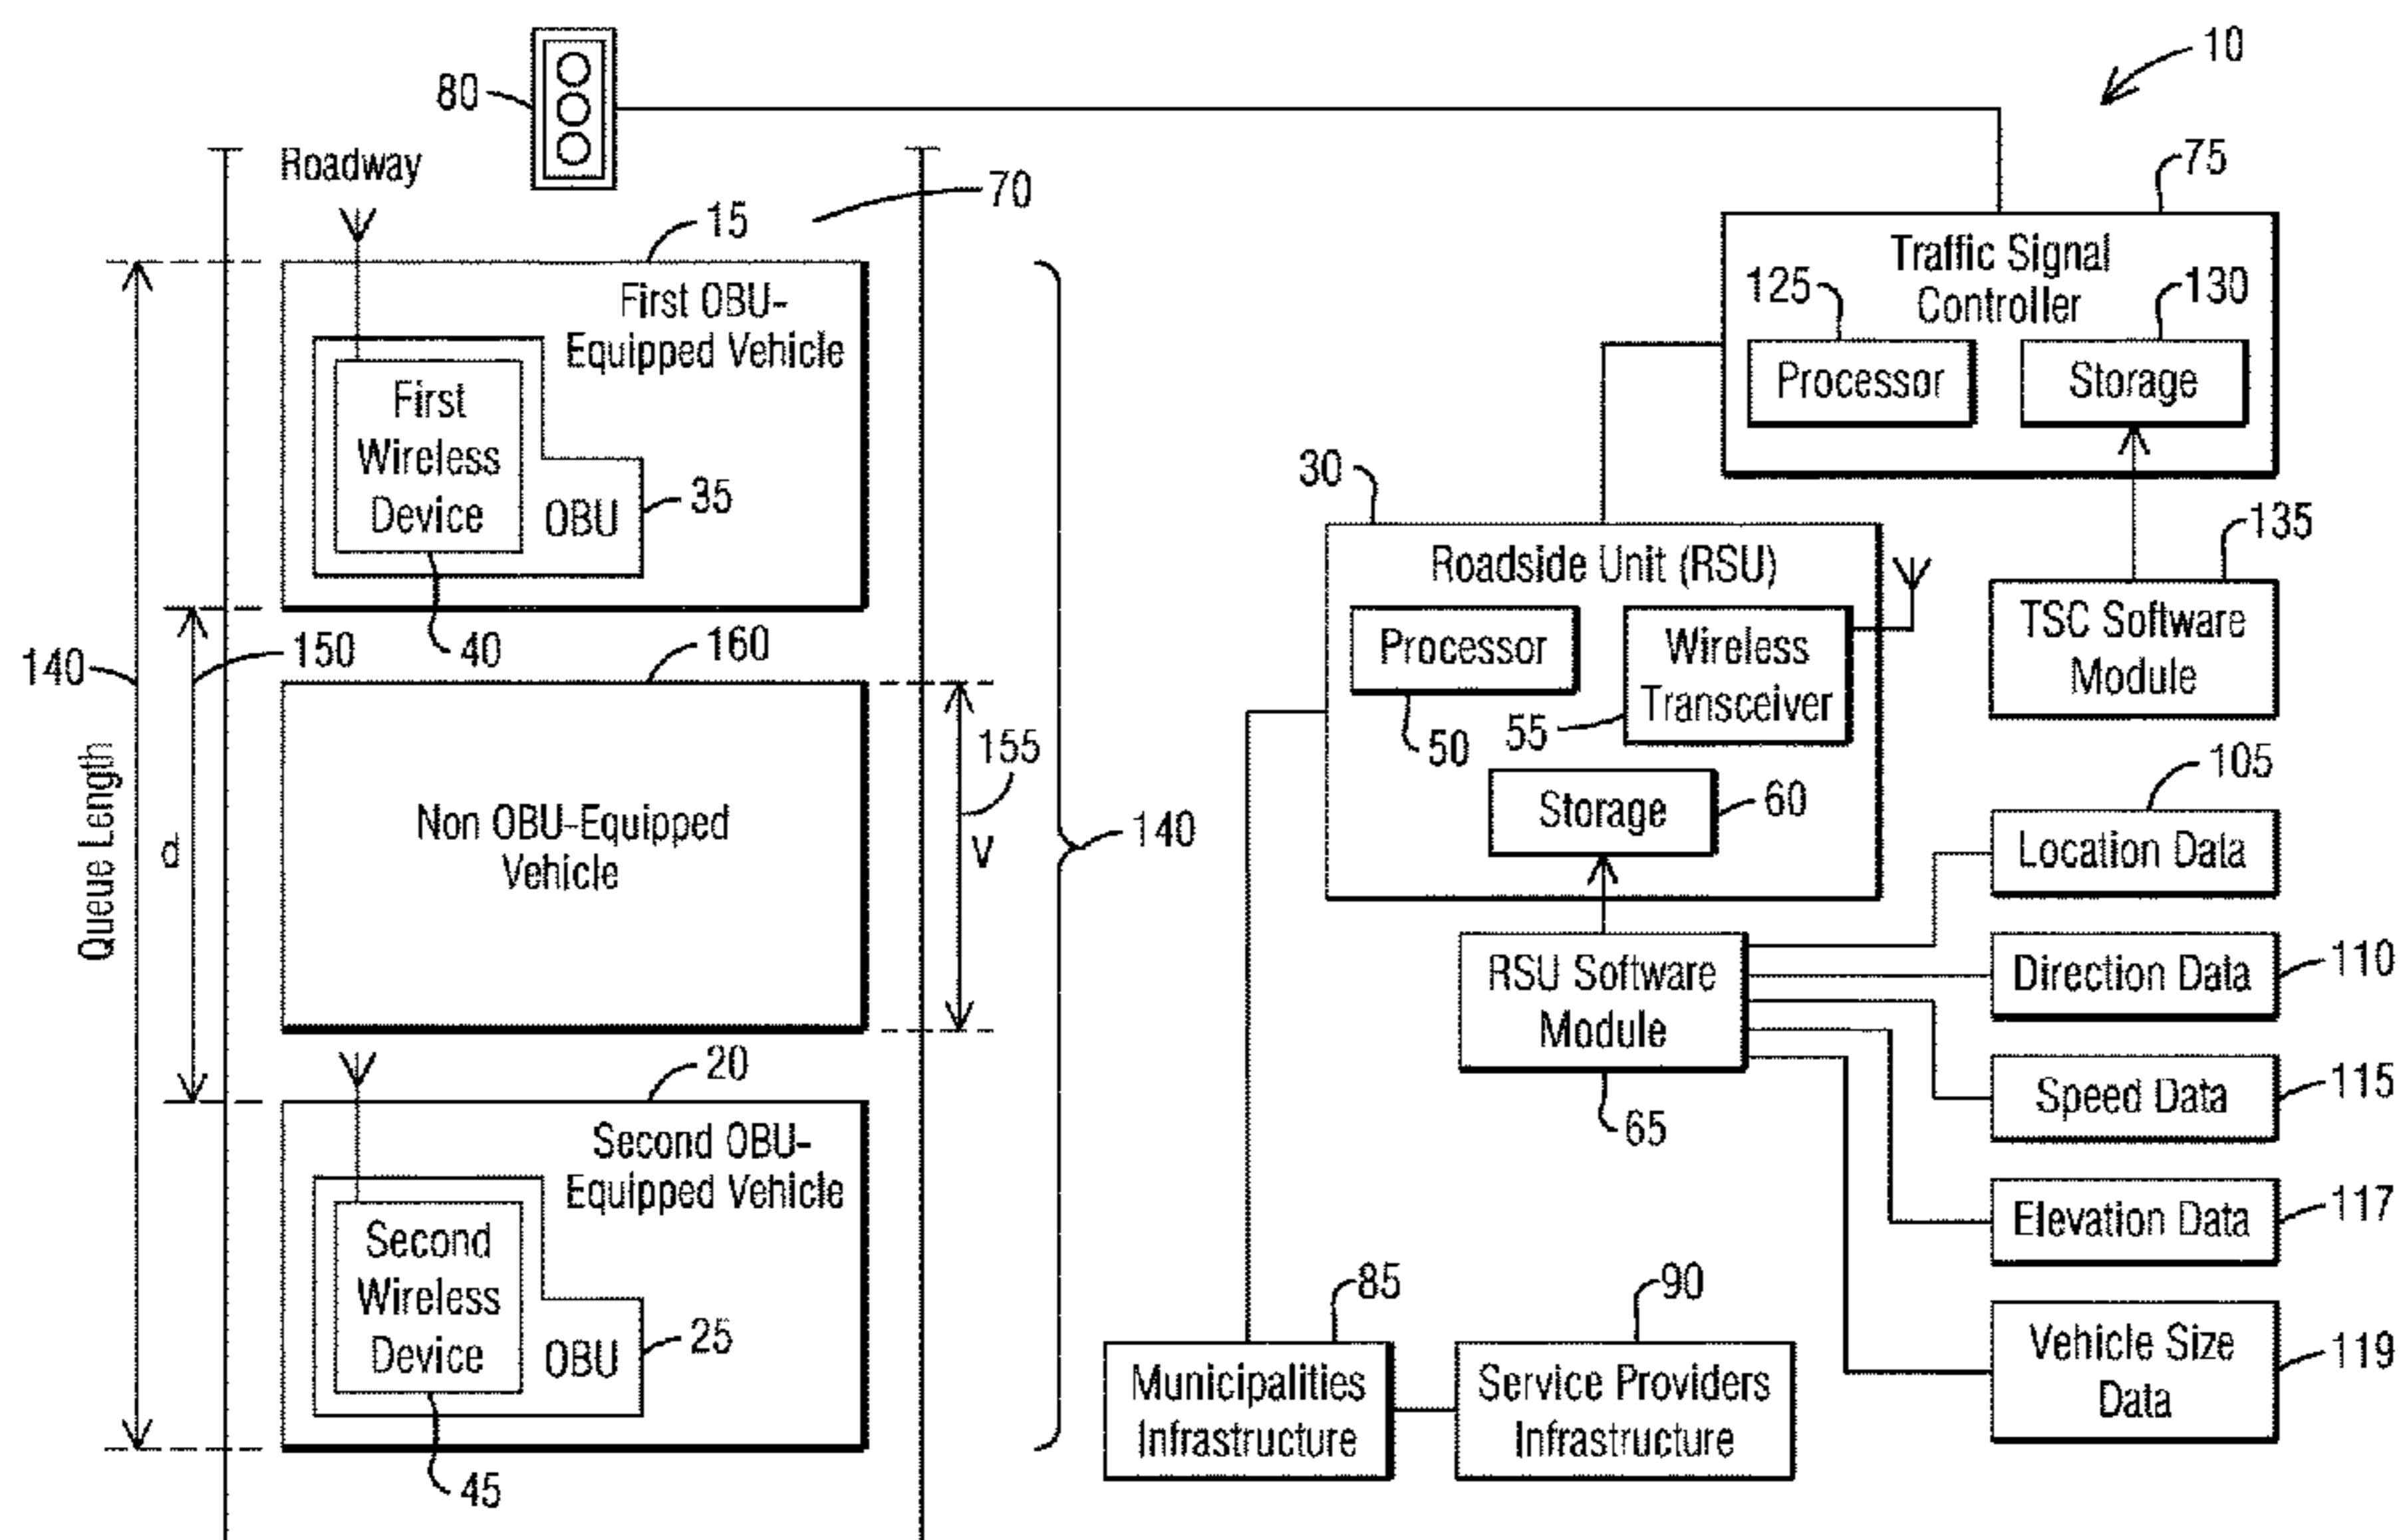 10
80
Roadway
70
75
15
First OBU-
Equipped Vehicle
First
Wireless
Device
OBU
35
40
Traffic Signal
Controller
125
130
Processor
Storage
135
TSC Software
Module
30
Roadside Unit (RSU)
Processor
50
Wireless
Transceiver
55
Storage
60
140
Queue Length
150
d
160
Non OBU-Equipped
Vehicle
155
V
140
RSU Software
Module
65
105
Location Data
Direction Data
110
Speed Data
115
Elevation Data
117
Vehicle Size
Data
119
20
Second OBU-
Equipped Vehicle
Second
Wireless
Device
OBU
25
45
85
Municipalities
Infrastructure
90
Service Providers
Infrastructure